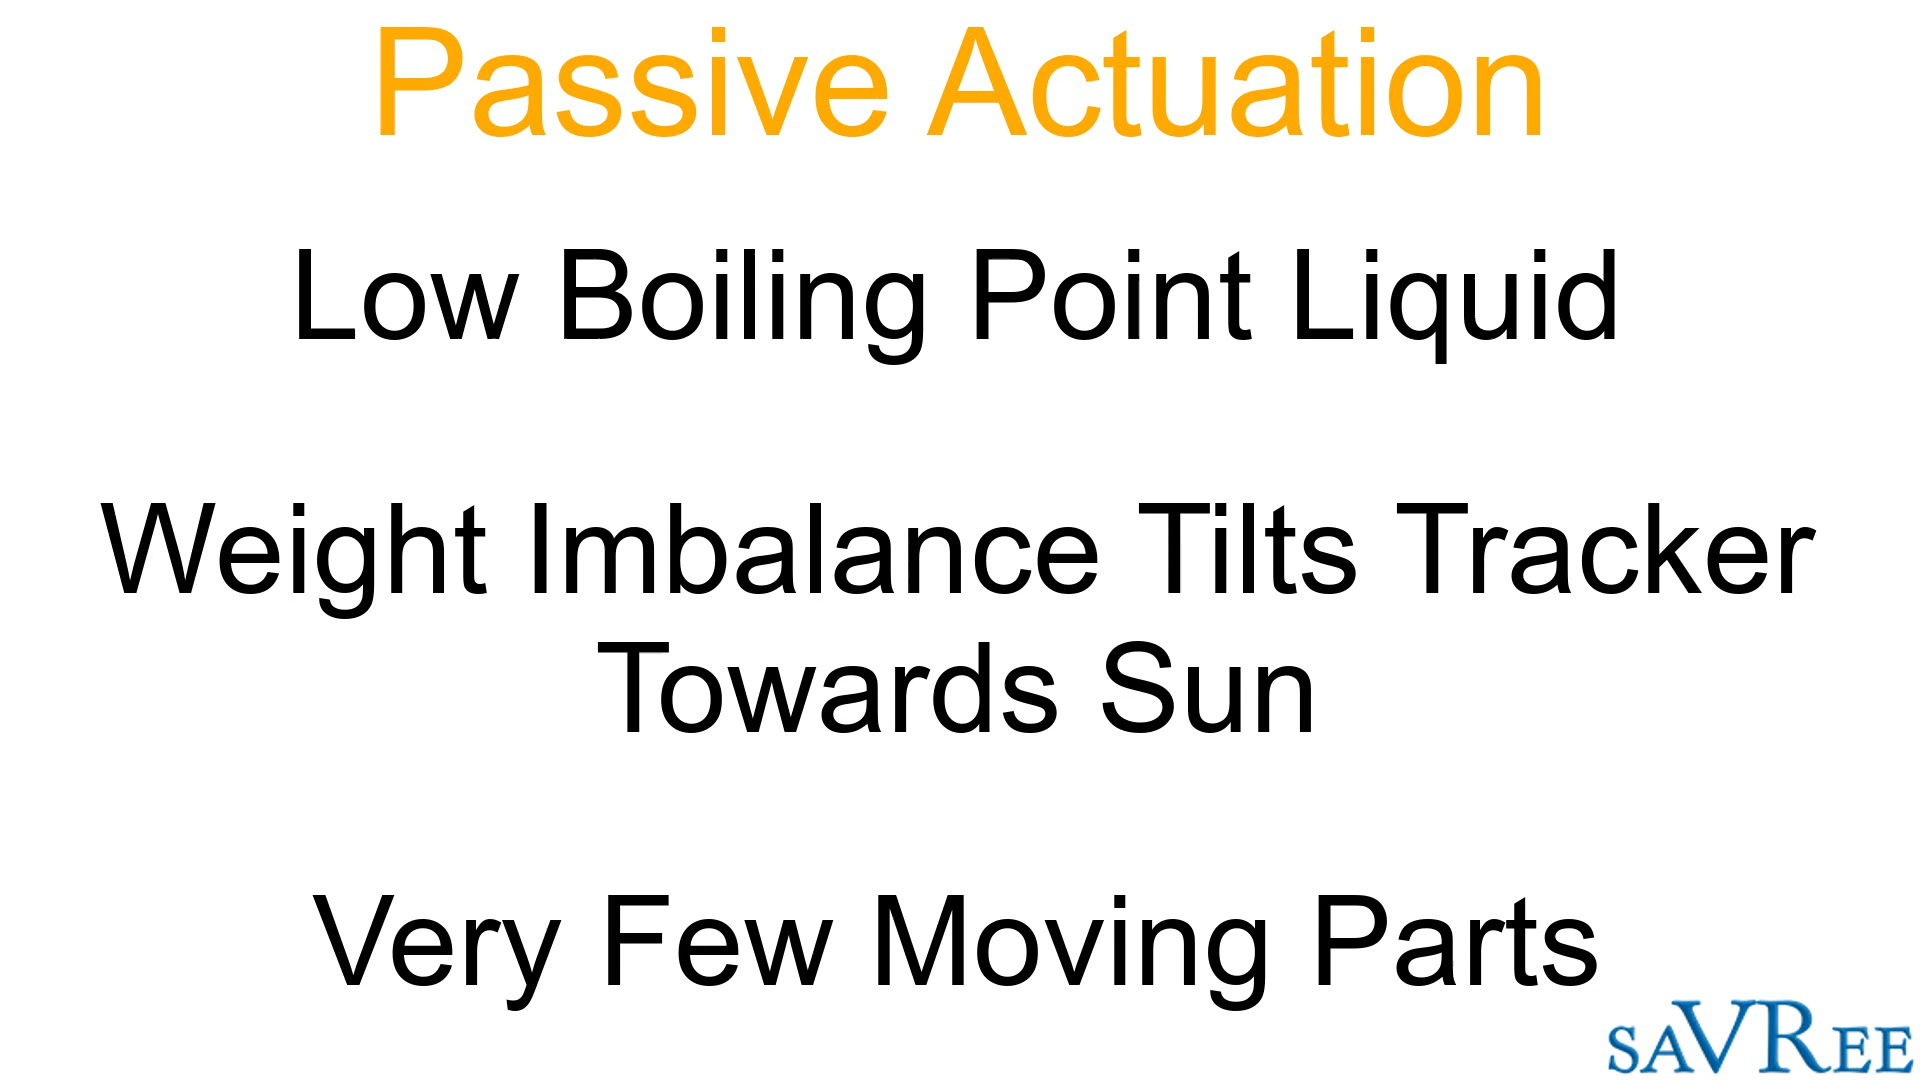 Passive Actuation
Low Boiling Point Liquid
Weight Imbalance Tilts Tracker
Towards Sun
Very Few Moving Parts
saVRee